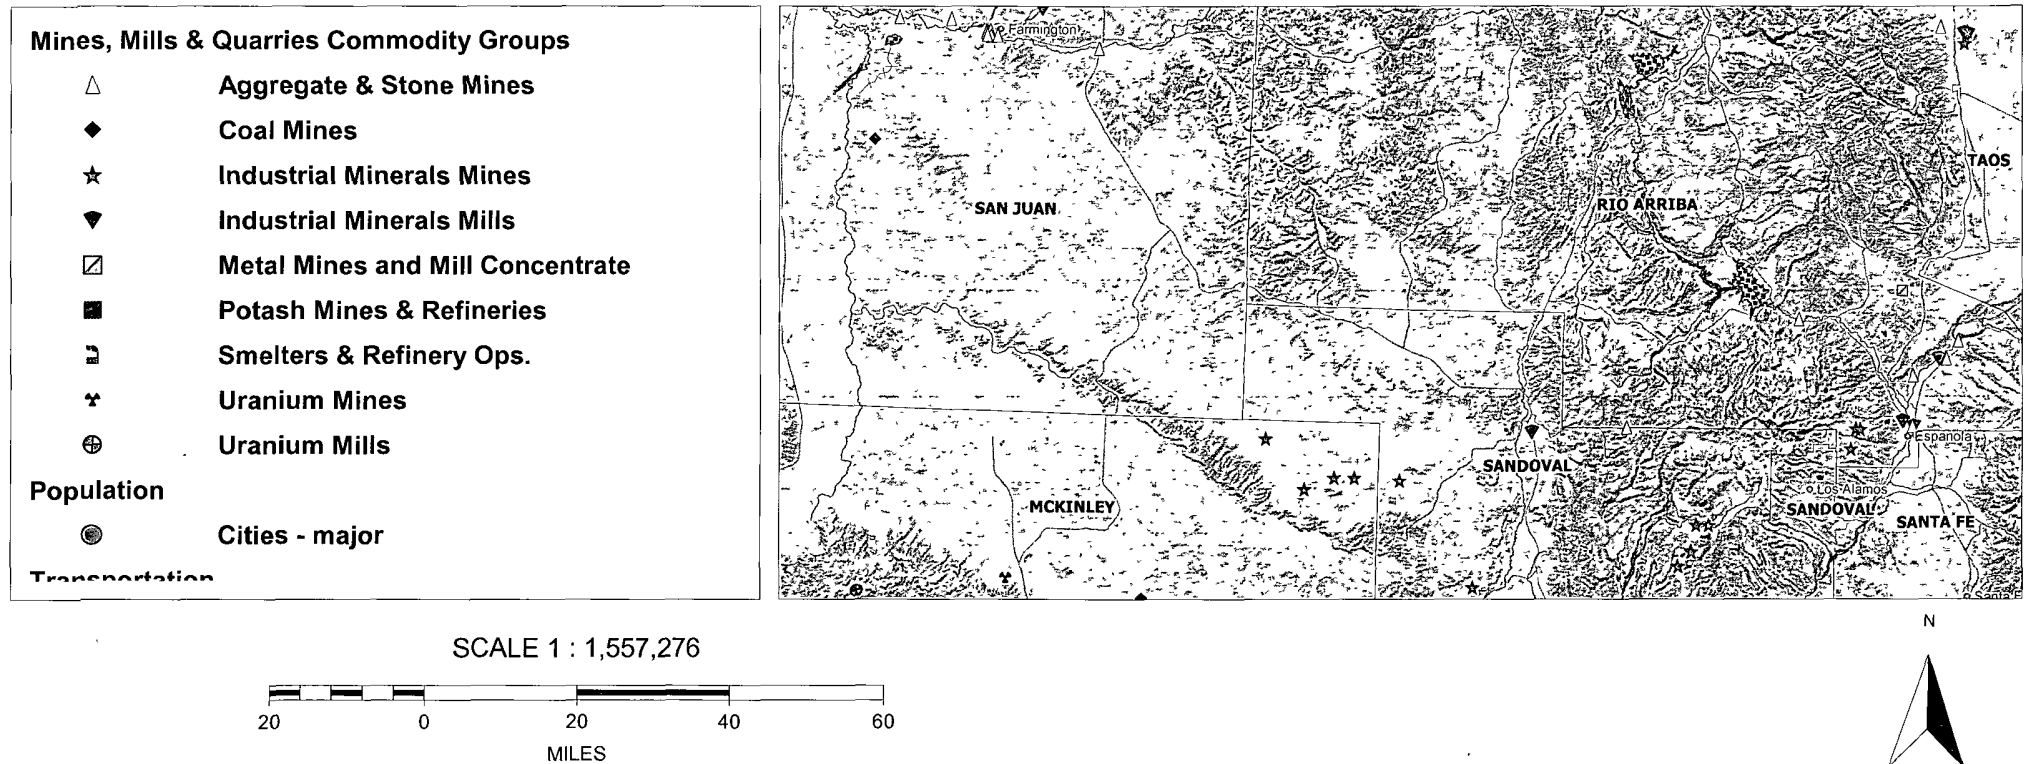 Mines, Mills & Quarries Commodity Groups
Aggregate & Stone Mines
Coal Mines
Industrial Minerals Mines
Industrial Minerals Mills
Metal Mines and Mill Concentrate
Potash Mines & Refineries
Smelters & Refinery Ops.
Uranium Mines
Uranium Mills
Population
Cities - major
Transportation
Farmington
TAOS
SAN JUAN
RIO ARRIBA
Espanola
SANDOVAL
Los Alamos
MCKINLEY
SANDOVAL
SANTA FE
SCALE 1 : 1,557,276
20 0 20 40 60
MILES
N